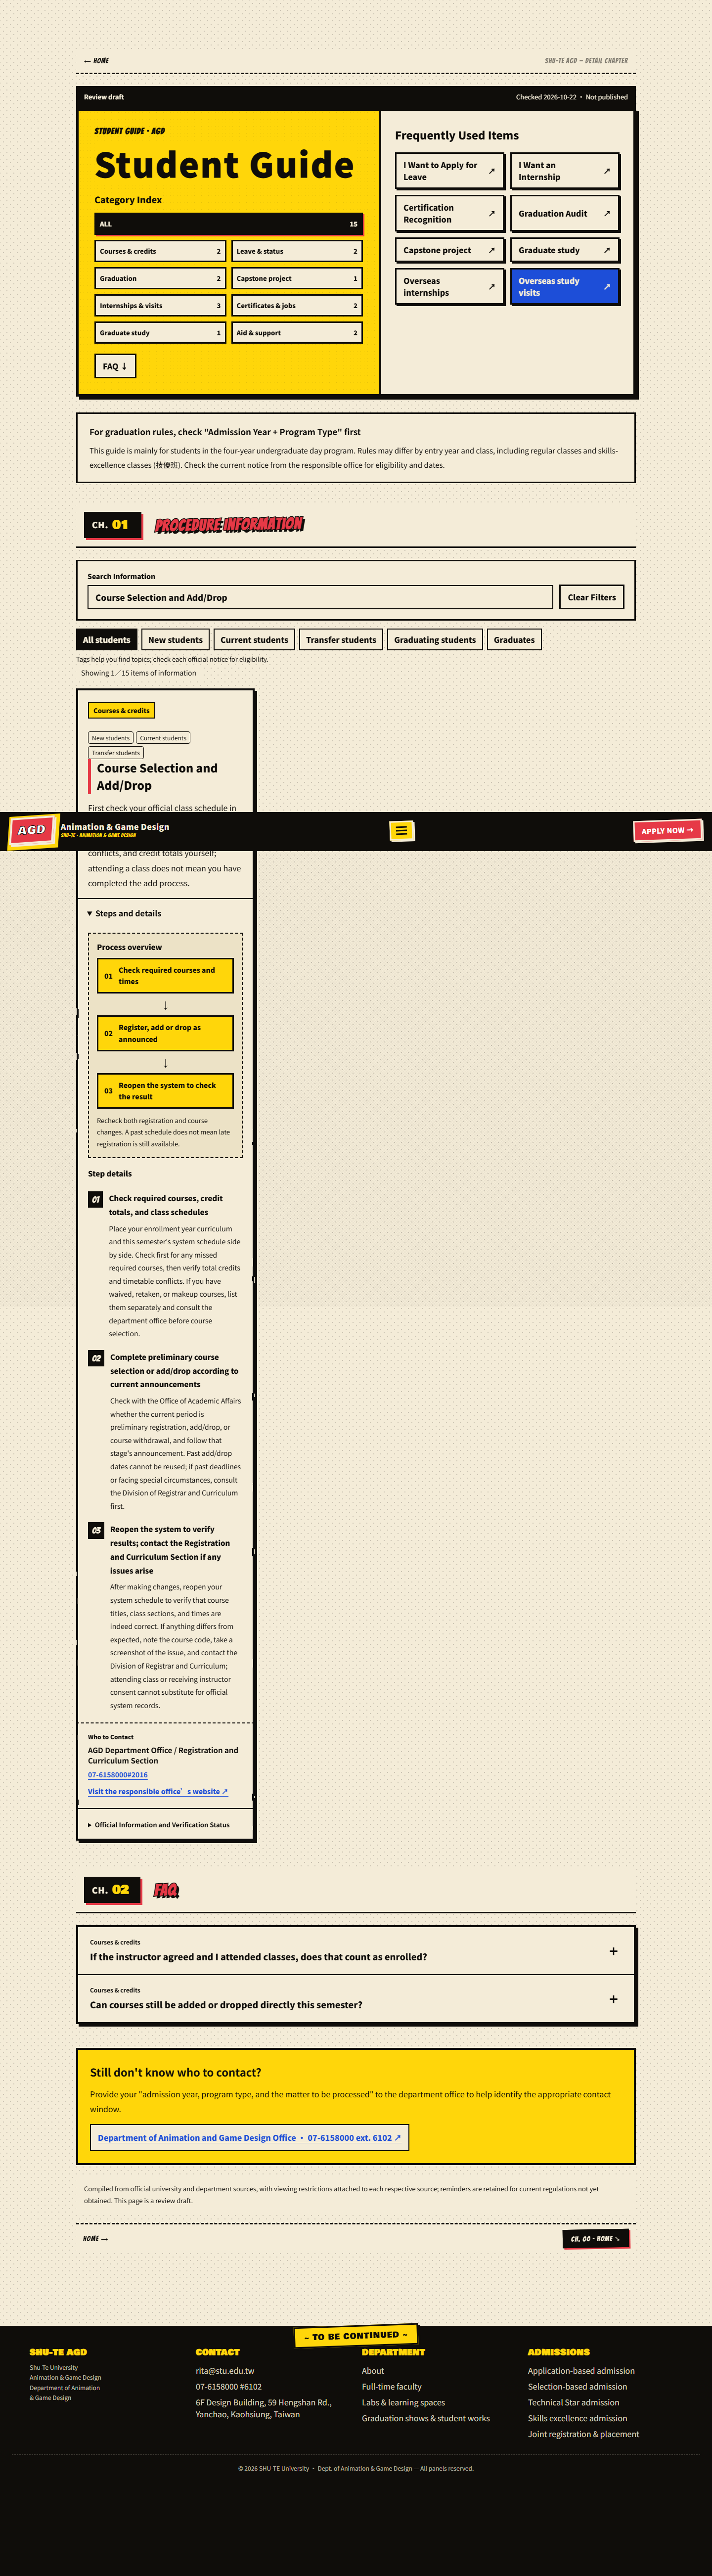 ← HOME
SHU-TE AGD — DETAIL CHAPTER
Review draft
Checked 2026-10-22 · Not published
STUDENT GUIDE · AGD
Student Guide
Category Index
ALL 15
Courses & credits 2
Leave & status 2
Graduation 2
Capstone project 1
Internships & visits 3
Certificates & jobs 2
Graduate study 1
Aid & support 2
FAQ ↓
Frequently Used Items
I Want to Apply for
Leave ↗
I Want an
Internship ↗
Certification
Recognition ↗
Graduation Audit ↗
Capstone project ↗
Graduate study ↗
Overseas
internships ↗
Overseas study
visits ↗
For graduation rules, check "Admission Year + Program Type" first
This guide is mainly for students in the four-year undergraduate day program. Rules may differ by entry year and class, including regular classes and skills-
excellence classes (技優班). Check the current notice from the responsible office for eligibility and dates.
CH. 01
PROCEDURE INFORMATION
Search Information
Course Selection and Add/Drop
Clear Filters
All students
New students
Current students
Transfer students
Graduating students
Graduates
Tags help you find topics; check each official notice for eligibility.
Showing 1／15 items of information
Courses & credits
New students
Current students
Transfer students
Course Selection and
Add/Drop
First check your official class schedule in
AGD
Animation & Game Design
SHU-TE · ANIMATION & GAME DESIGN
APPLY NOW →
conflicts, and credit totals yourself;
attending a class does not mean you have
completed the add process.
▼ Steps and details
Process overview
01 Check required courses and
times
↓
02 Register, add or drop as
announced
↓
03 Reopen the system to check
the result
Recheck both registration and course
changes. A past schedule does not mean late
registration is still available.
Step details
01 Check required courses, credit
totals, and class schedules
Place your enrollment year curriculum
and this semester's system schedule side
by side. Check first for any missed
required courses, then verify total credits
and timetable conflicts. If you have
waived, retaken, or makeup courses, list
them separately and consult the
department office before course
selection.
02 Complete preliminary course
selection or add/drop according to
current announcements
Check with the Office of Academic Affairs
whether the current period is
preliminary registration, add/drop, or
course withdrawal, and follow that
stage's announcement. Past add/drop
dates cannot be reused; if past deadlines
or facing special circumstances, consult
the Division of Registrar and Curriculum
first.
03 Reopen the system to verify
results; contact the Registration
and Curriculum Section if any
issues arise
After making changes, reopen your
system schedule to verify that course
titles, class sections, and times are
indeed correct. If anything differs from
expected, note the course code, take a
screenshot of the issue, and contact the
Division of Registrar and Curriculum;
attending class or receiving instructor
consent cannot substitute for official
system records.
Who to Contact
AGD Department Office / Registration and
Curriculum Section
07-6158000#2016
Visit the responsible office's website ↗
▶ Official Information and Verification Status
CH. 02
FAQ
Courses & credits
If the instructor agreed and I attended classes, does that count as enrolled? +
Courses & credits
Can courses still be added or dropped directly this semester? +
Still don't know who to contact?
Provide your "admission year, program type, and the matter to be processed" to the department office to help identify the appropriate contact
window.
Department of Animation and Game Design Office · 07-6158000 ext. 6102 ↗
Compiled from official university and department sources, with viewing restrictions attached to each respective source; reminders are retained for current regulations not yet
obtained. This page is a review draft.
HOME →
CH. 00 · HOME ↘
~ TO BE CONTINUED ~
SHU-TE AGD
Shu-Te University
Animation & Game Design
Department of Animation
& Game Design
CONTACT
rita@stu.edu.tw
07-6158000 #6102
6F Design Building, 59 Hengshan Rd.,
Yanchao, Kaohsiung, Taiwan
DEPARTMENT
About
Full-time faculty
Labs & learning spaces
Graduation shows & student works
ADMISSIONS
Application-based admission
Selection-based admission
Technical Star admission
Skills excellence admission
Joint registration & placement
© 2026 SHU-TE University · Dept. of Animation & Game Design — All panels reserved.